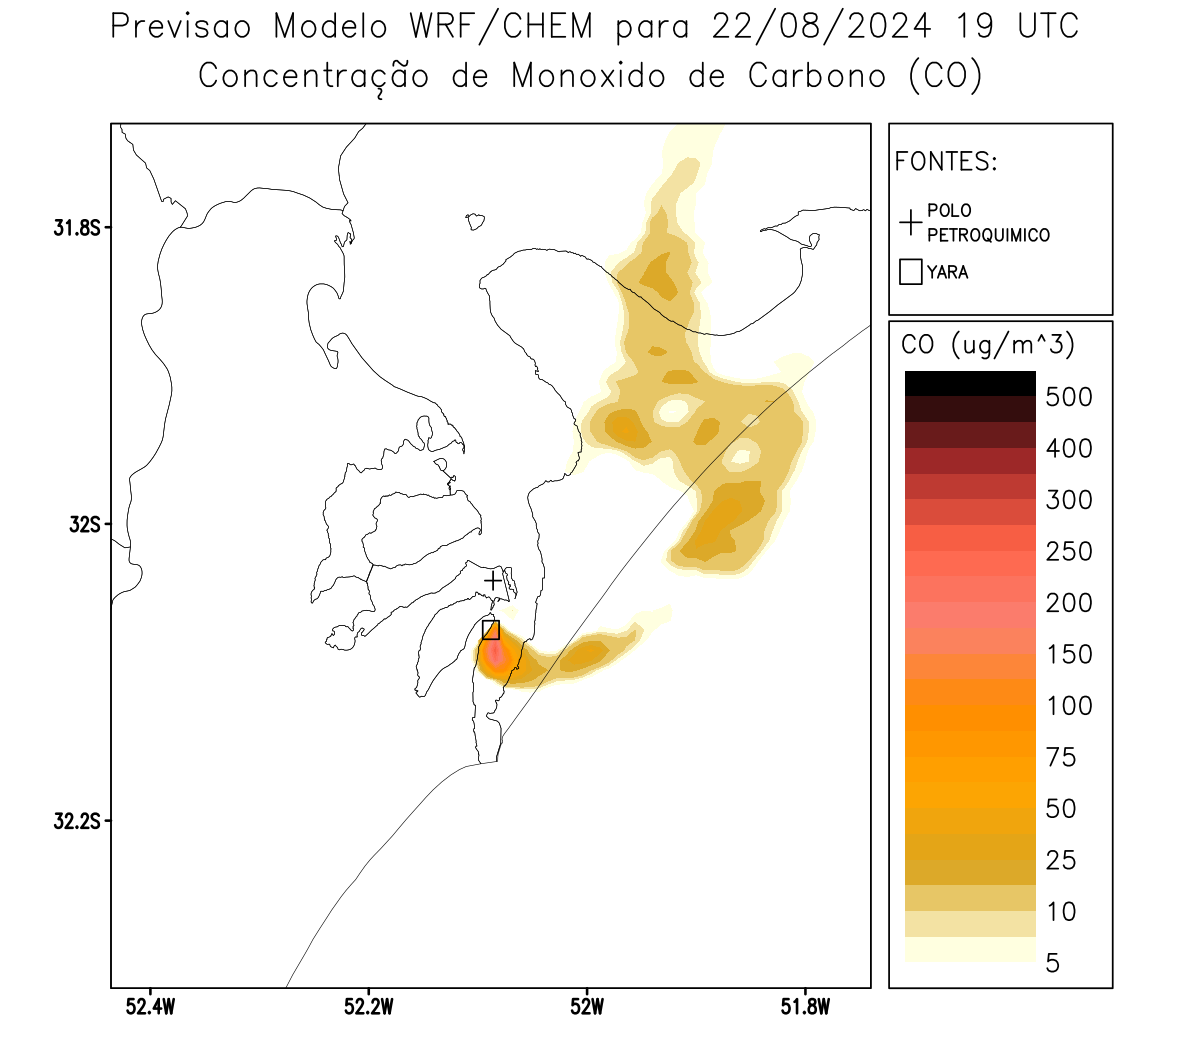 Previsao Modelo WRF/CHEM para 22/08/2024 19 UTC
Concentração de Monoxido de Carbono (CO)
FONTES:
POLO
PETROQUIMICO
YARA
CO (ug/m^3)
500
400
300
250
200
150
100
75
50
25
10
5
31.8S
32S
32.2S
52.4W
52.2W
52W
51.8W